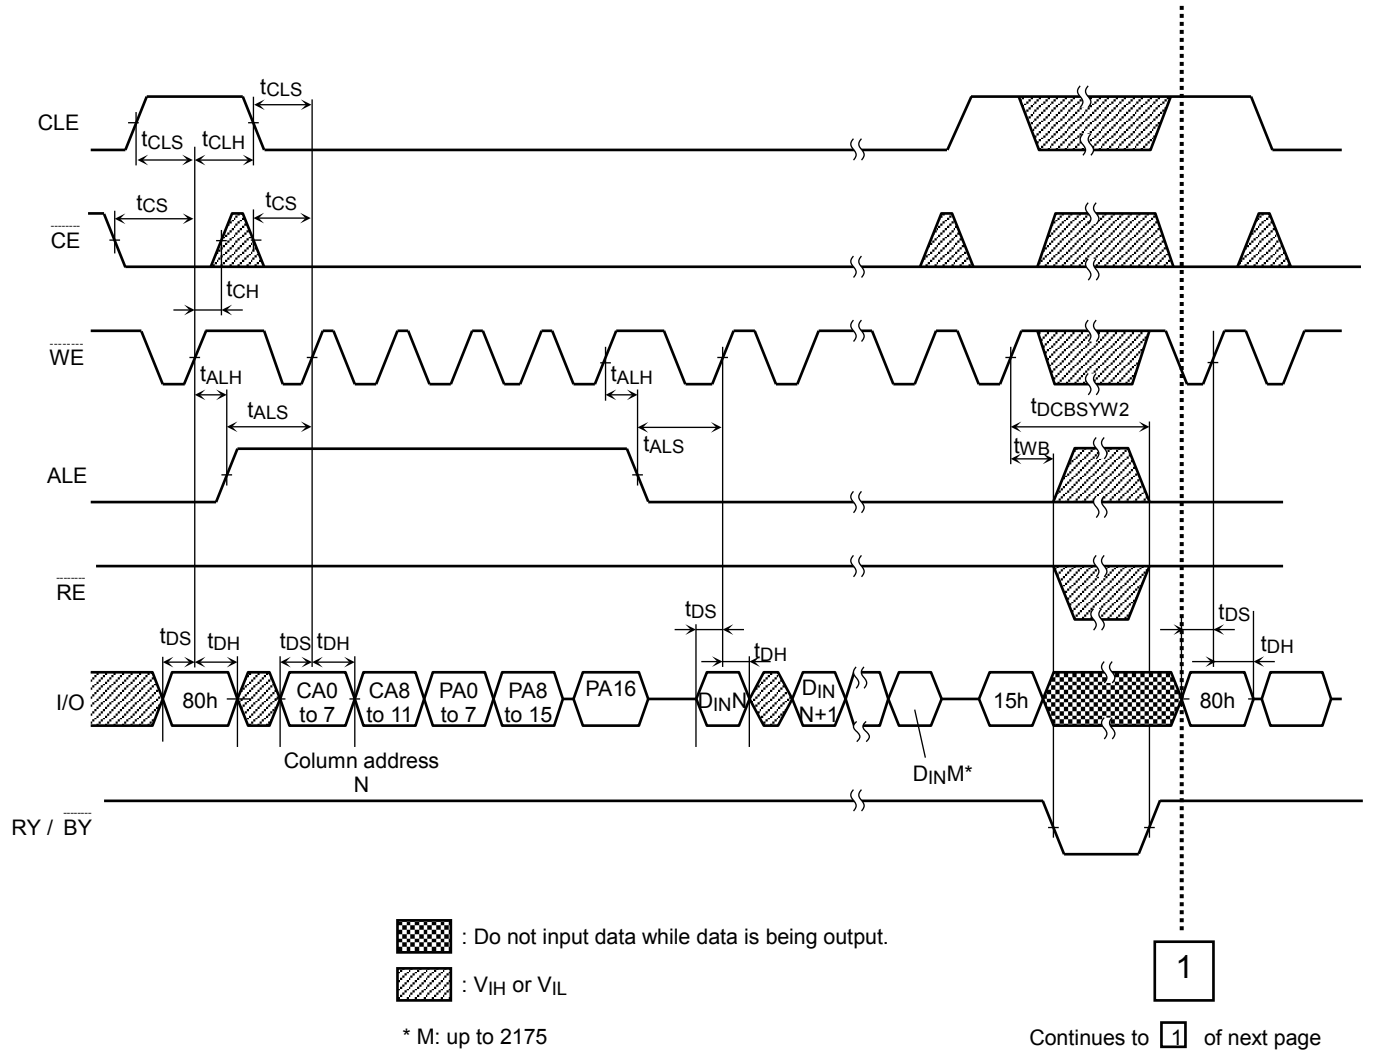 tCLS
CLE
tCLS
tCLH
tCS
tCS
CE
tCH
WE
tALH
tALH
tALS
tDCBSYW2
tALS
tWB
ALE
RE
tDS
tDH
tDS
tDH
tDS
tDH
tDS
tDH
I/O
80h
CA0
to 7
CA8
to 11
PA0
to 7
PA8
to 15
PA16
DINN
DIN
N+1
15h
80h
Column address
N
DINM*
RY / BY
: Do not input data while data is being output.
1
: VIH or VIL
* M: up to 2175
Continues to 1 of next page